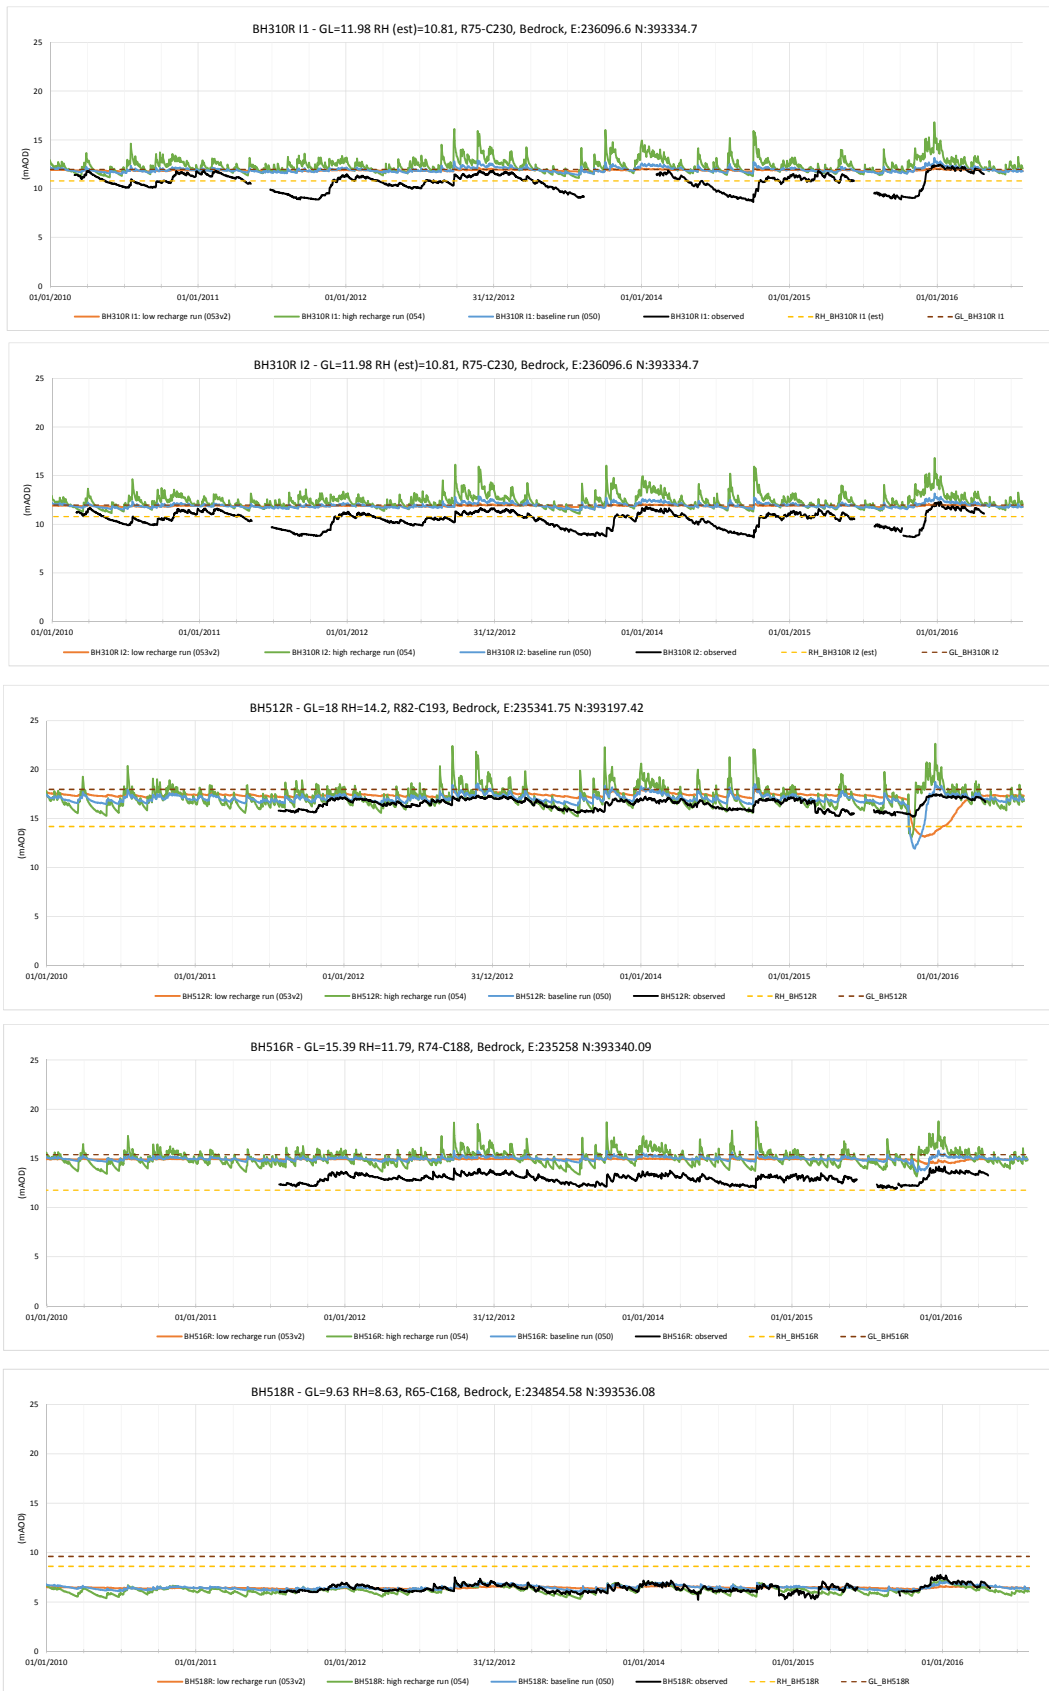 BH310R I1 - GL=11.98 RH (est)=10.81, R75-C230, Bedrock, E:236096.6 N:393334.7
25
20
15
10
5
0
(mAOD)
01/01/2010 01/01/2011 01/01/2012 31/12/2012 01/01/2014 01/01/2015 01/01/2016
BH310R I1: low recharge run (053v2) BH310R I1: high recharge run (054) BH310R I1: baseline run (050) BH310R I1: observed RH_BH310R I1 (est) GL_BH310R I1
BH310R I2 - GL=11.98 RH (est)=10.81, R75-C230, Bedrock, E:236096.6 N:393334.7
25
20
15
10
5
0
(mAOD)
01/01/2010 01/01/2011 01/01/2012 31/12/2012 01/01/2014 01/01/2015 01/01/2016
BH310R I2: low recharge run (053v2) BH310R I2: high recharge run (054) BH310R I2: baseline run (050) BH310R I2: observed RH_BH310R I2 (est) GL_BH310R I2
BH512R - GL=18 RH=14.2, R82-C193, Bedrock, E:235341.75 N:393197.42
25
20
15
10
5
0
(mAOD)
01/01/2010 01/01/2011 01/01/2012 31/12/2012 01/01/2014 01/01/2015 01/01/2016
BH512R: low recharge run (053v2) BH512R: high recharge run (054) BH512R: baseline run (050) BH512R: observed RH_BH512R GL_BH512R
BH516R - GL=15.39 RH=11.79, R74-C188, Bedrock, E:235258 N:393340.09
25
20
15
10
5
0
(mAOD)
01/01/2010 01/01/2011 01/01/2012 31/12/2012 01/01/2014 01/01/2015 01/01/2016
BH516R: low recharge run (053v2) BH516R: high recharge run (054) BH516R: baseline run (050) BH516R: observed RH_BH516R GL_BH516R
BH518R - GL=9.63 RH=8.63, R65-C168, Bedrock, E:234854.58 N:393536.08
25
20
15
10
5
0
(mAOD)
01/01/2010 01/01/2011 01/01/2012 31/12/2012 01/01/2014 01/01/2015 01/01/2016
BH518R: low recharge run (053v2) BH518R: high recharge run (054) BH518R: baseline run (050) BH518R: observed RH_BH518R GL_BH518R